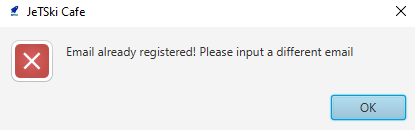 JeTSki Cafe
Email already registered! Please input a different email
OK